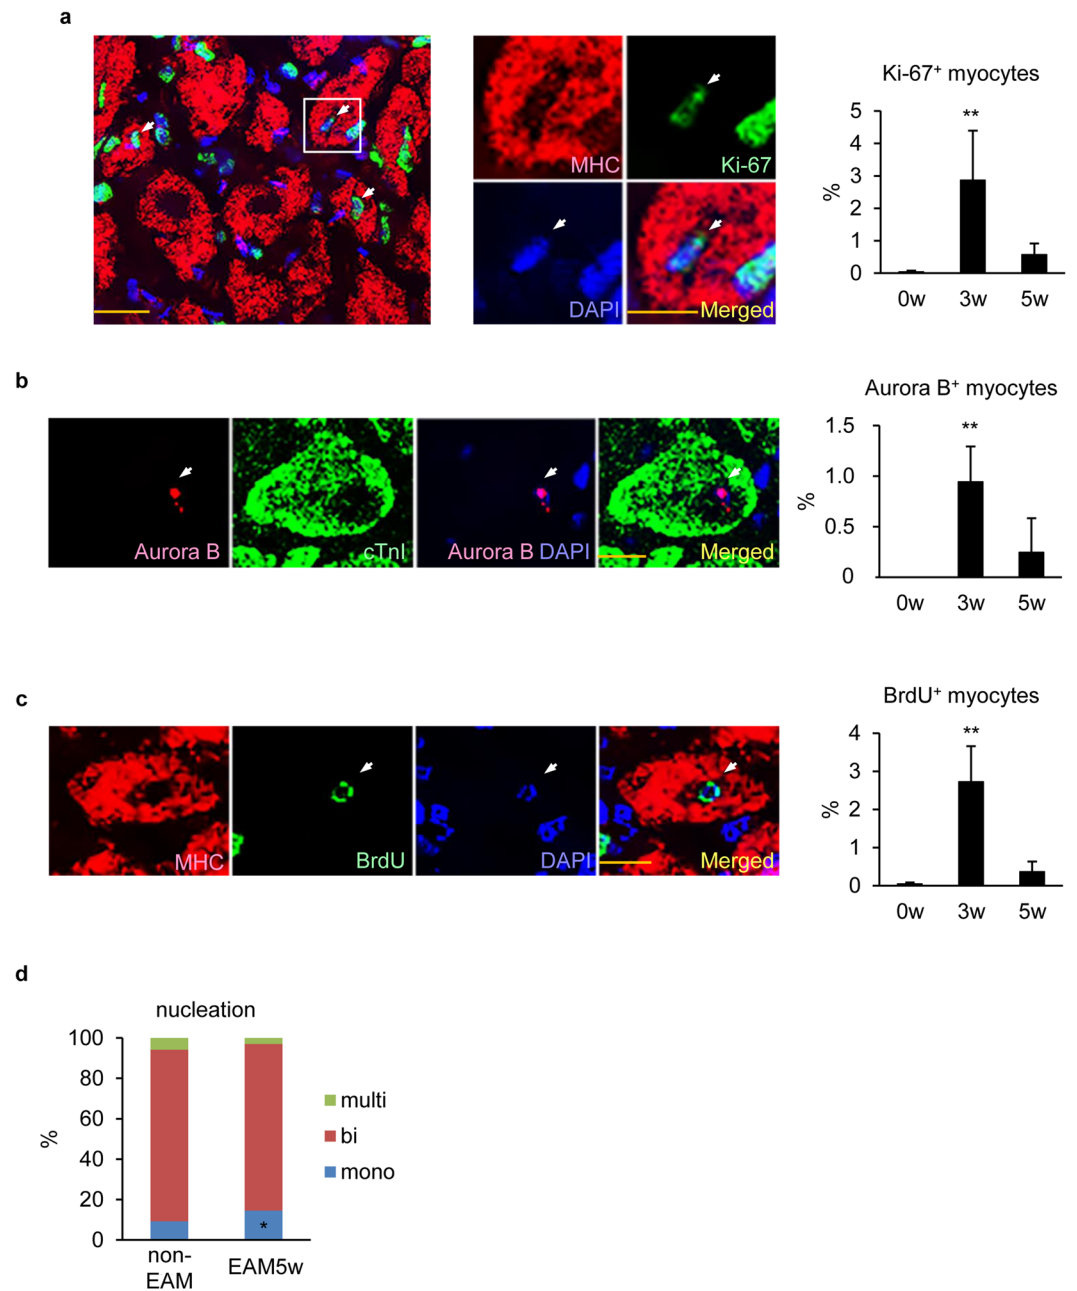 a
MHC
Ki-67
DAPI
Merged
Ki-67+ myocytes
**
5
4
3
2
1
0
%
0w 3w 5w
b
Aurora B
cTnI
Aurora B DAPI
Merged
Aurora B+ myocytes
**
1.5
1.0
0.5
0
%
0w 3w 5w
c
MHC
BrdU
DAPI
Merged
BrdU+ myocytes
**
4
3
2
1
0
%
0w 3w 5w
d
nucleation
100
80
60
40
20
0
%
*
non-
EAM
EAM5w
multi
bi
mono